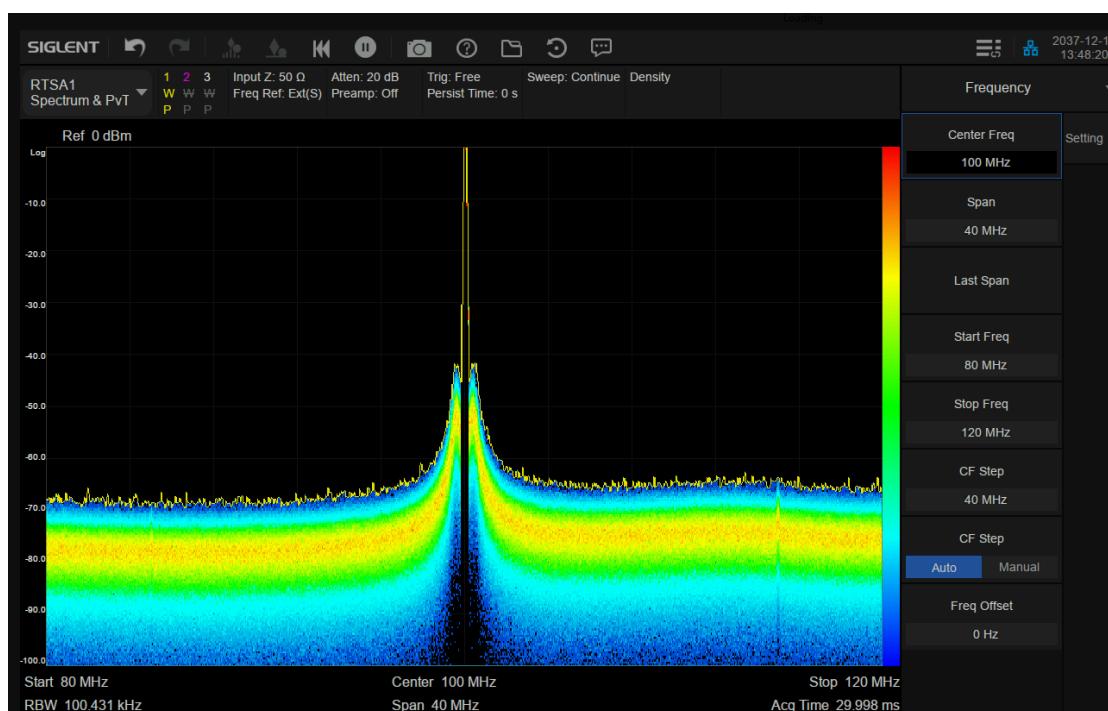 Loading
SIGLENT
2037-12-1
13:48:20
RTSA1
Spectrum & PvT
1 2 3
W W W
P P P
Input Z: 50 Ω Atten: 20 dB Trig: Free Sweep: Continue Density
Freq Ref: Ext(S) Preamp: Off Persist Time: 0 s
Frequency
Setting
Ref 0 dBm
Log
-10.0
-20.0
-30.0
-40.0
-50.0
-60.0
-70.0
-80.0
-90.0
-100.0
Start 80 MHz Center 100 MHz Stop 120 MHz
RBW 100.431 kHz Span 40 MHz Acq Time 29.998 ms
Center Freq
100 MHz
Span
40 MHz
Last Span
Start Freq
80 MHz
Stop Freq
120 MHz
CF Step
40 MHz
CF Step
Auto Manual
Freq Offset
0 Hz